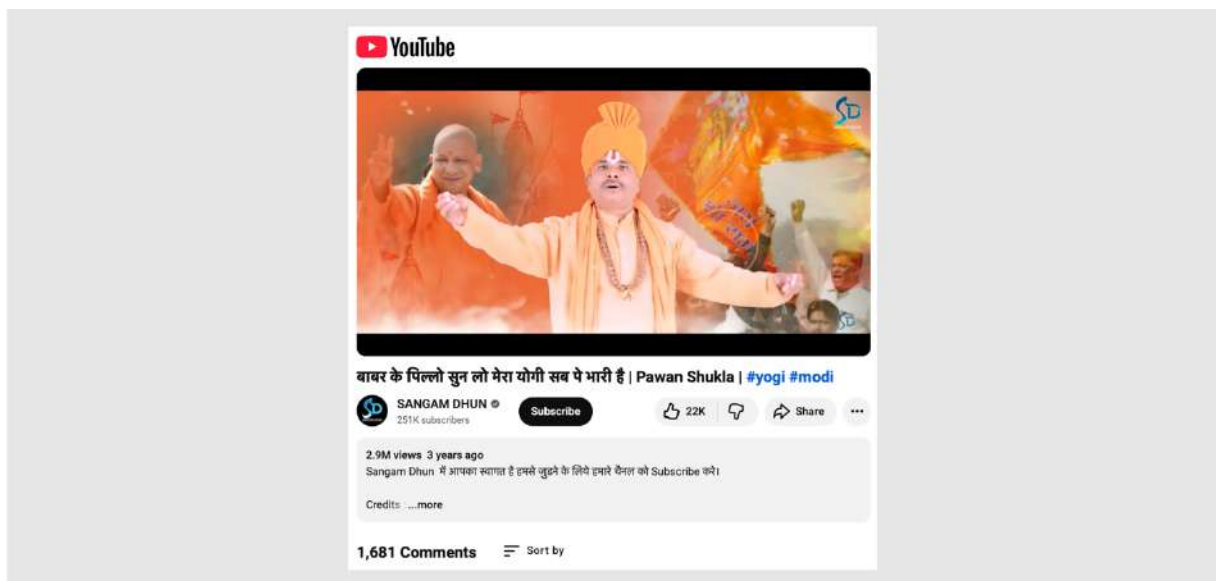 YouTube
SD
SD
बाबर के पिल्लो सुन लो मेरा योगी सब पे भारी है | Pawan Shukla | #yogi #modi
SD
SANGAM DHUN
251K subscribers
Subscribe
22K
Share
2.9M views 3 years ago
Sangam Dhun में आपका स्वागत है हमसे जुडने के लिये हमारे चैनल को Subscribe करे।
Credits : ...more
1,681 Comments
Sort by